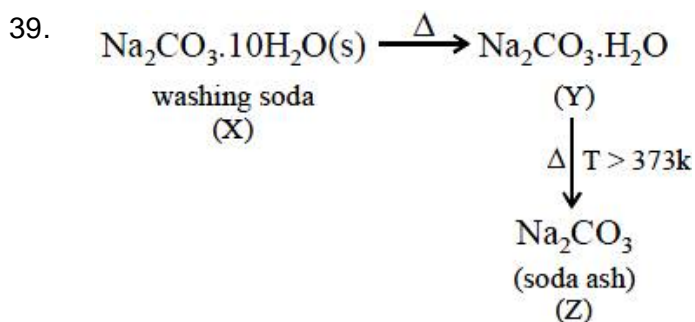 39.
Na₂CO₃.10H₂O(s) —Δ→ Na₂CO₃.H₂O
washing soda
(X)
(Y)
Δ T > 373k
Na₂CO₃
(soda ash)
(Z)